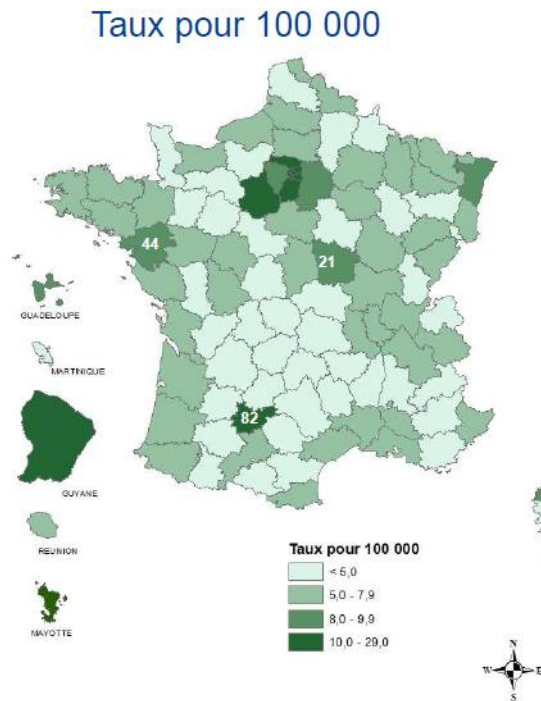 Taux pour 100 000
44
21
GUADELOUPE
MARTINIQUE
82
GUYANE
REUNION
MAYOTTE
Taux pour 100 000
< 5,0
5,0 - 7,9
8,0 - 9,9
10,0 - 29,0
N
W E
S